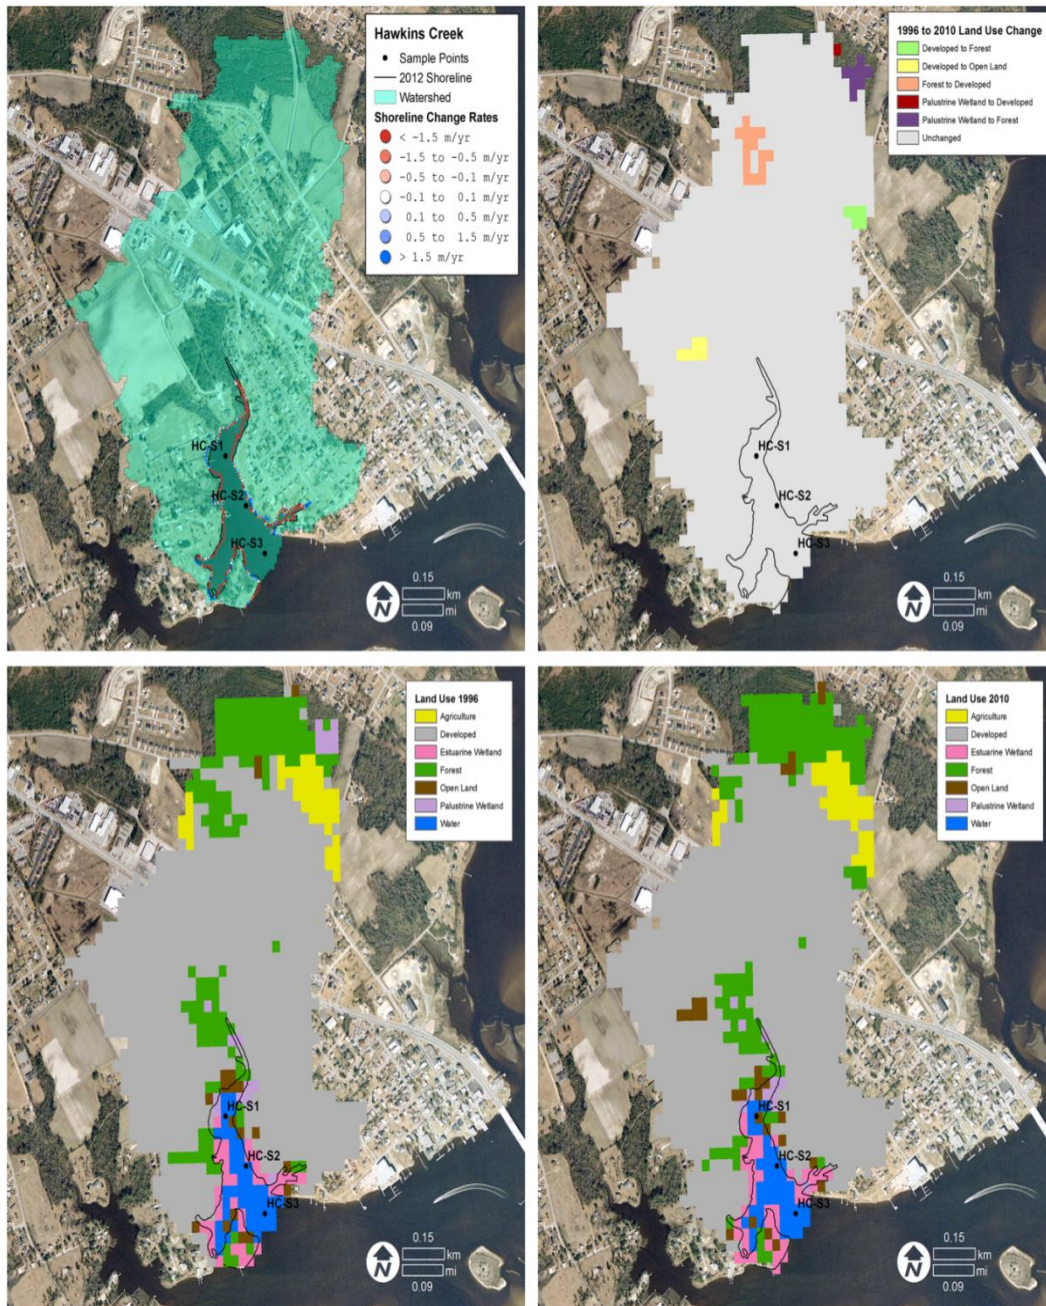 Hawkins Creek
Sample Points
2012 Shoreline
Watershed
Shoreline Change Rates
< -1.5 m/yr
-1.5 to -0.5 m/yr
-0.5 to -0.1 m/yr
-0.1 to 0.1 m/yr
0.1 to 0.5 m/yr
0.5 to 1.5 m/yr
> 1.5 m/yr
HC-S1
HC-S2
HC-S3
N
0.15
km
mi
0.09
1996 to 2010 Land Use Change
Developed to Forest
Developed to Open Land
Forest to Developed
Palustrine Wetland to Developed
Palustrine Wetland to Forest
Unchanged
HC-S1
HC-S2
HC-S3
N
0.15
km
mi
0.09
Land Use 1996
Agriculture
Developed
Estuarine Wetland
Forest
Open Land
Palustrine Wetland
Water
HC-S1
HC-S2
HC-S3
N
0.15
km
mi
0.09
Land Use 2010
Agriculture
Developed
Estuarine Wetland
Forest
Open Land
Palustrine Wetland
Water
HC-S1
HC-S2
HC-S3
N
0.15
km
mi
0.09